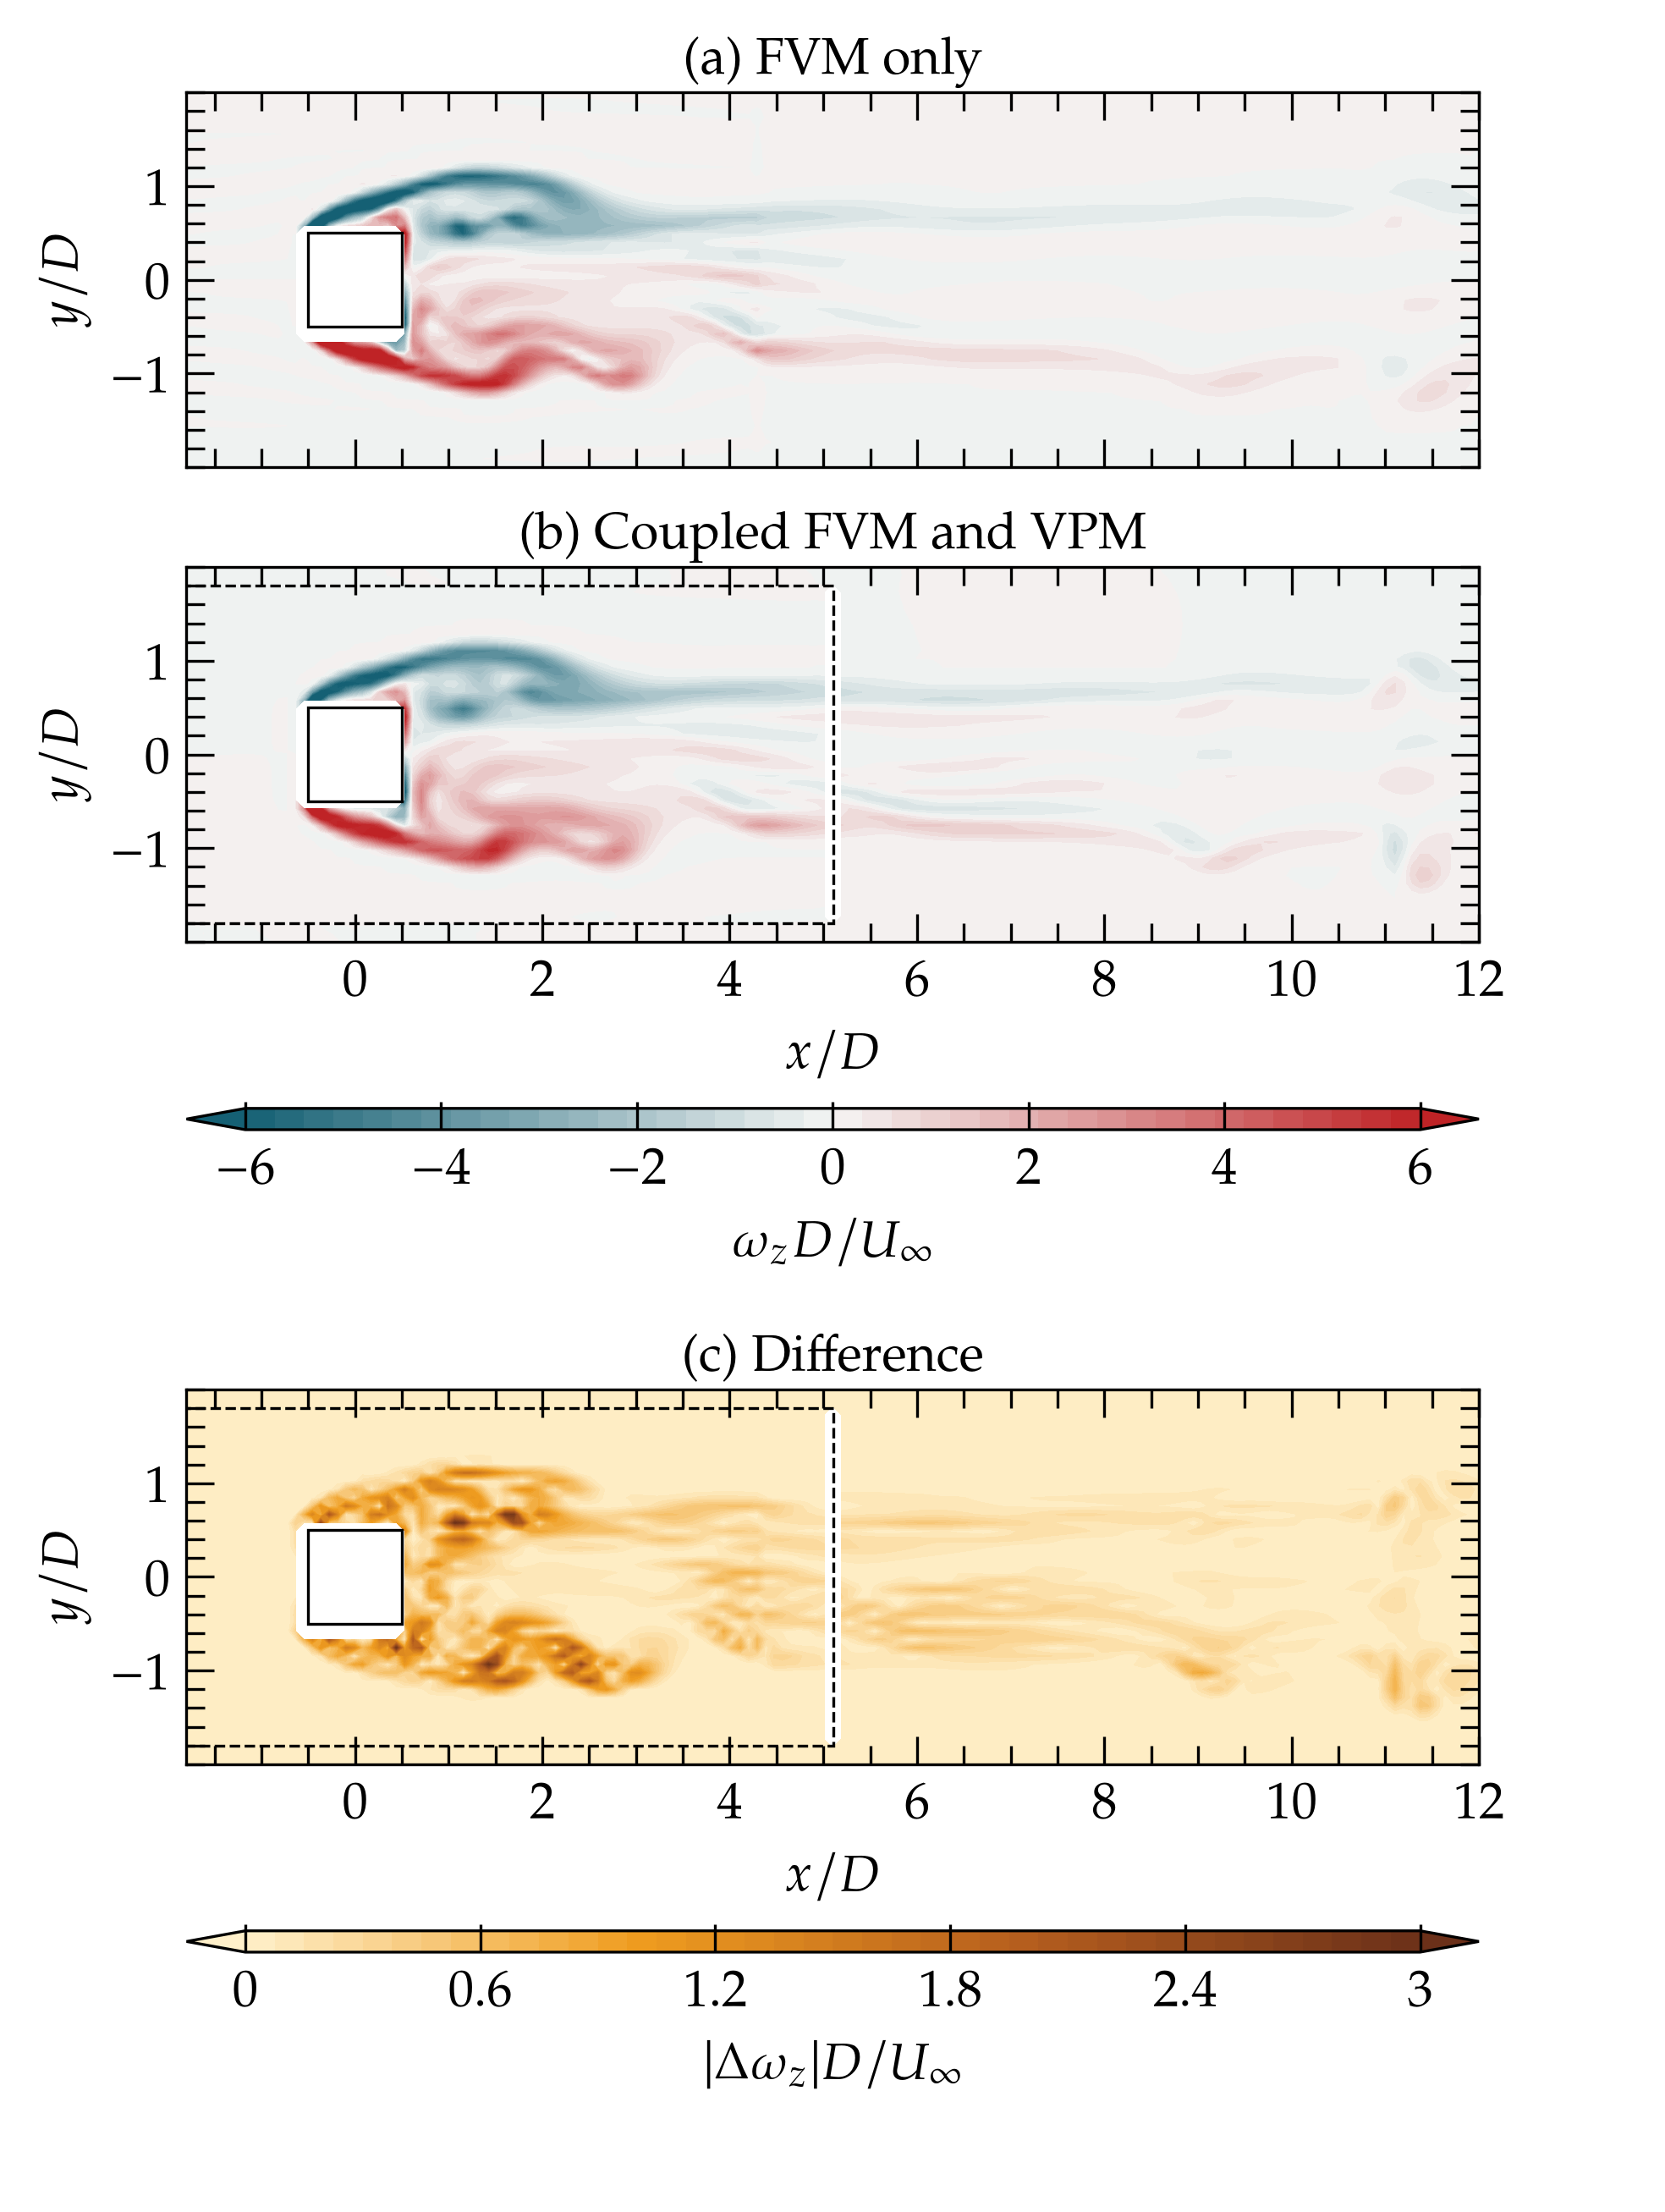 (a) FVM only
y/D
1
0
−1
(b) Coupled FVM and VPM
y/D
1
0
−1
0 2 4 6 8 10 12
x/D
−6 −4 −2 0 2 4 6
ω_z D/U_∞
(c) Difference
y/D
1
0
−1
0 2 4 6 8 10 12
x/D
0 0.6 1.2 1.8 2.4 3
|Δω_z|D/U_∞